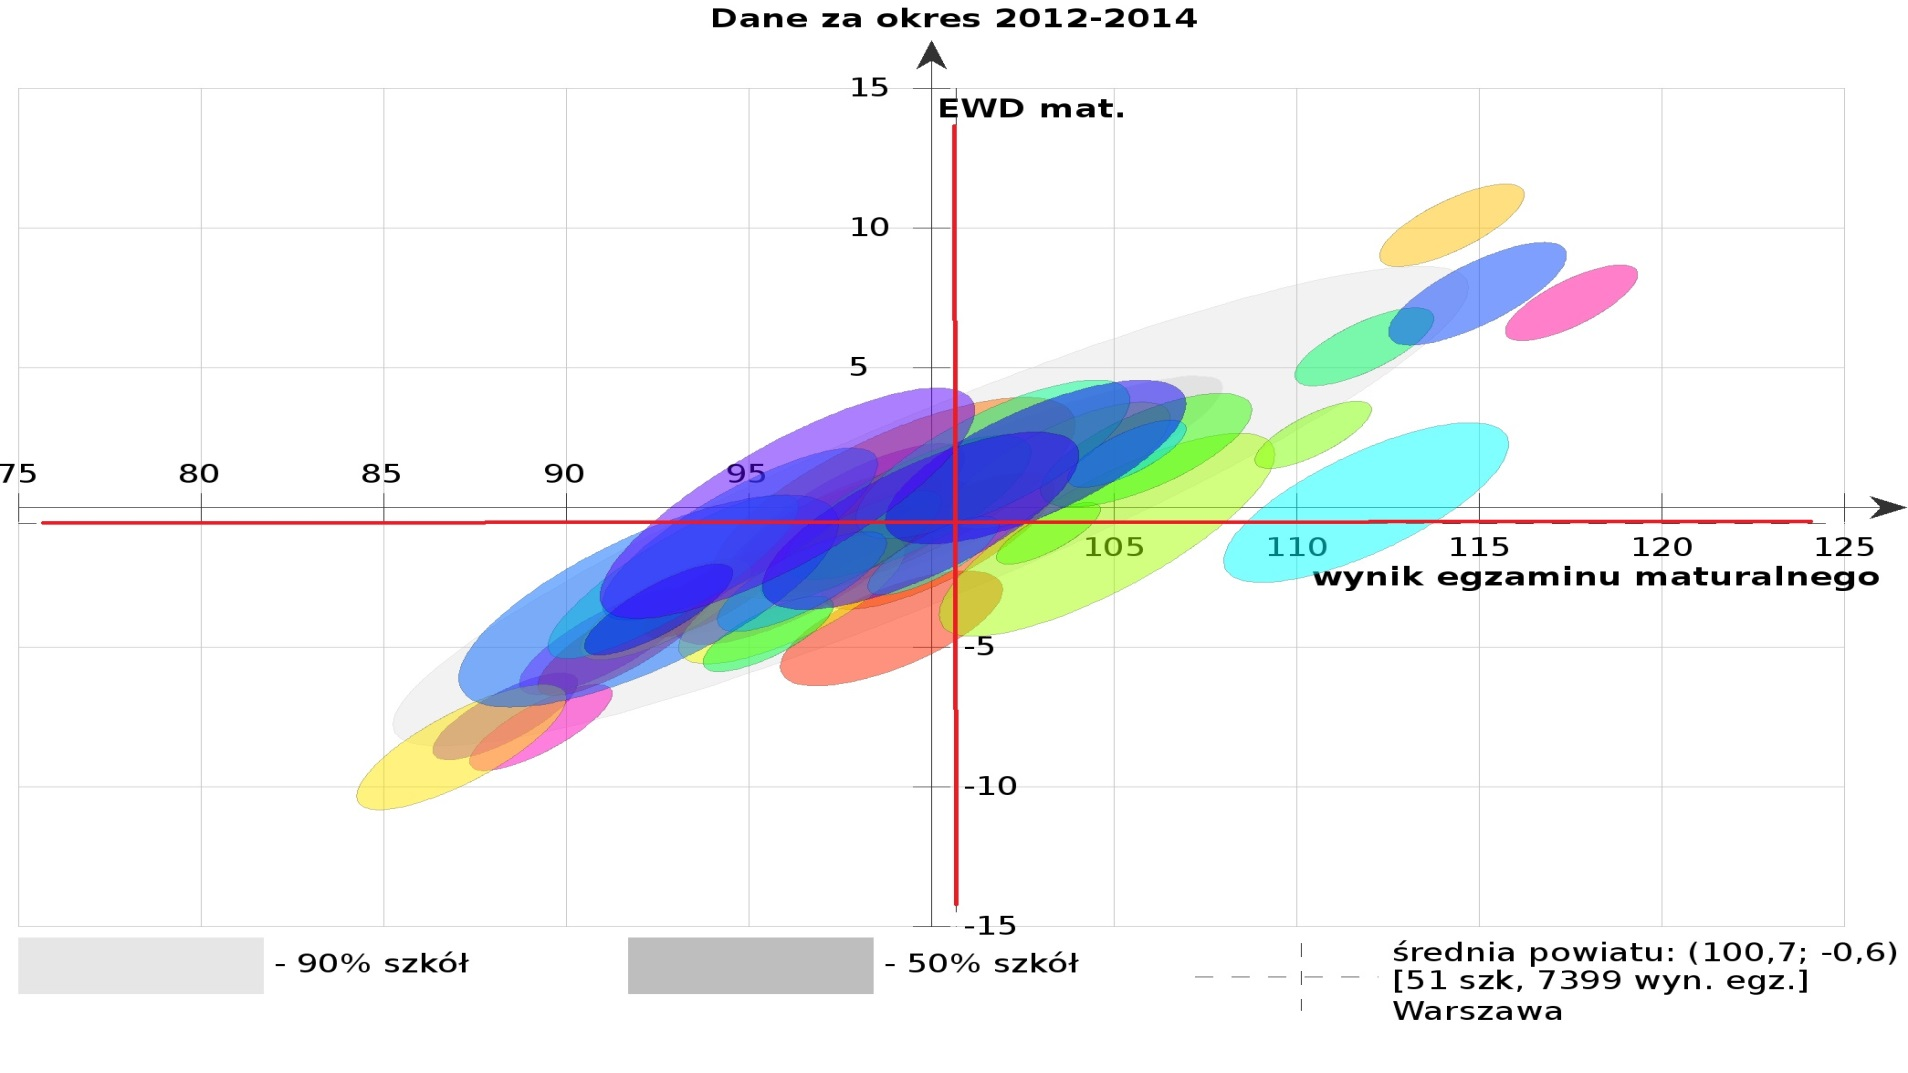 Dane za okres 2012-2014
15
EWD mat.
10
5
75 80 85 90 95
105 110 115 120 125
wynik egzaminu maturalnego
-5
-10
-15
- 90% szkół
- 50% szkół
średnia powiatu: (100,7; -0,6)
[51 szk, 7399 wyn. egz.]
Warszawa